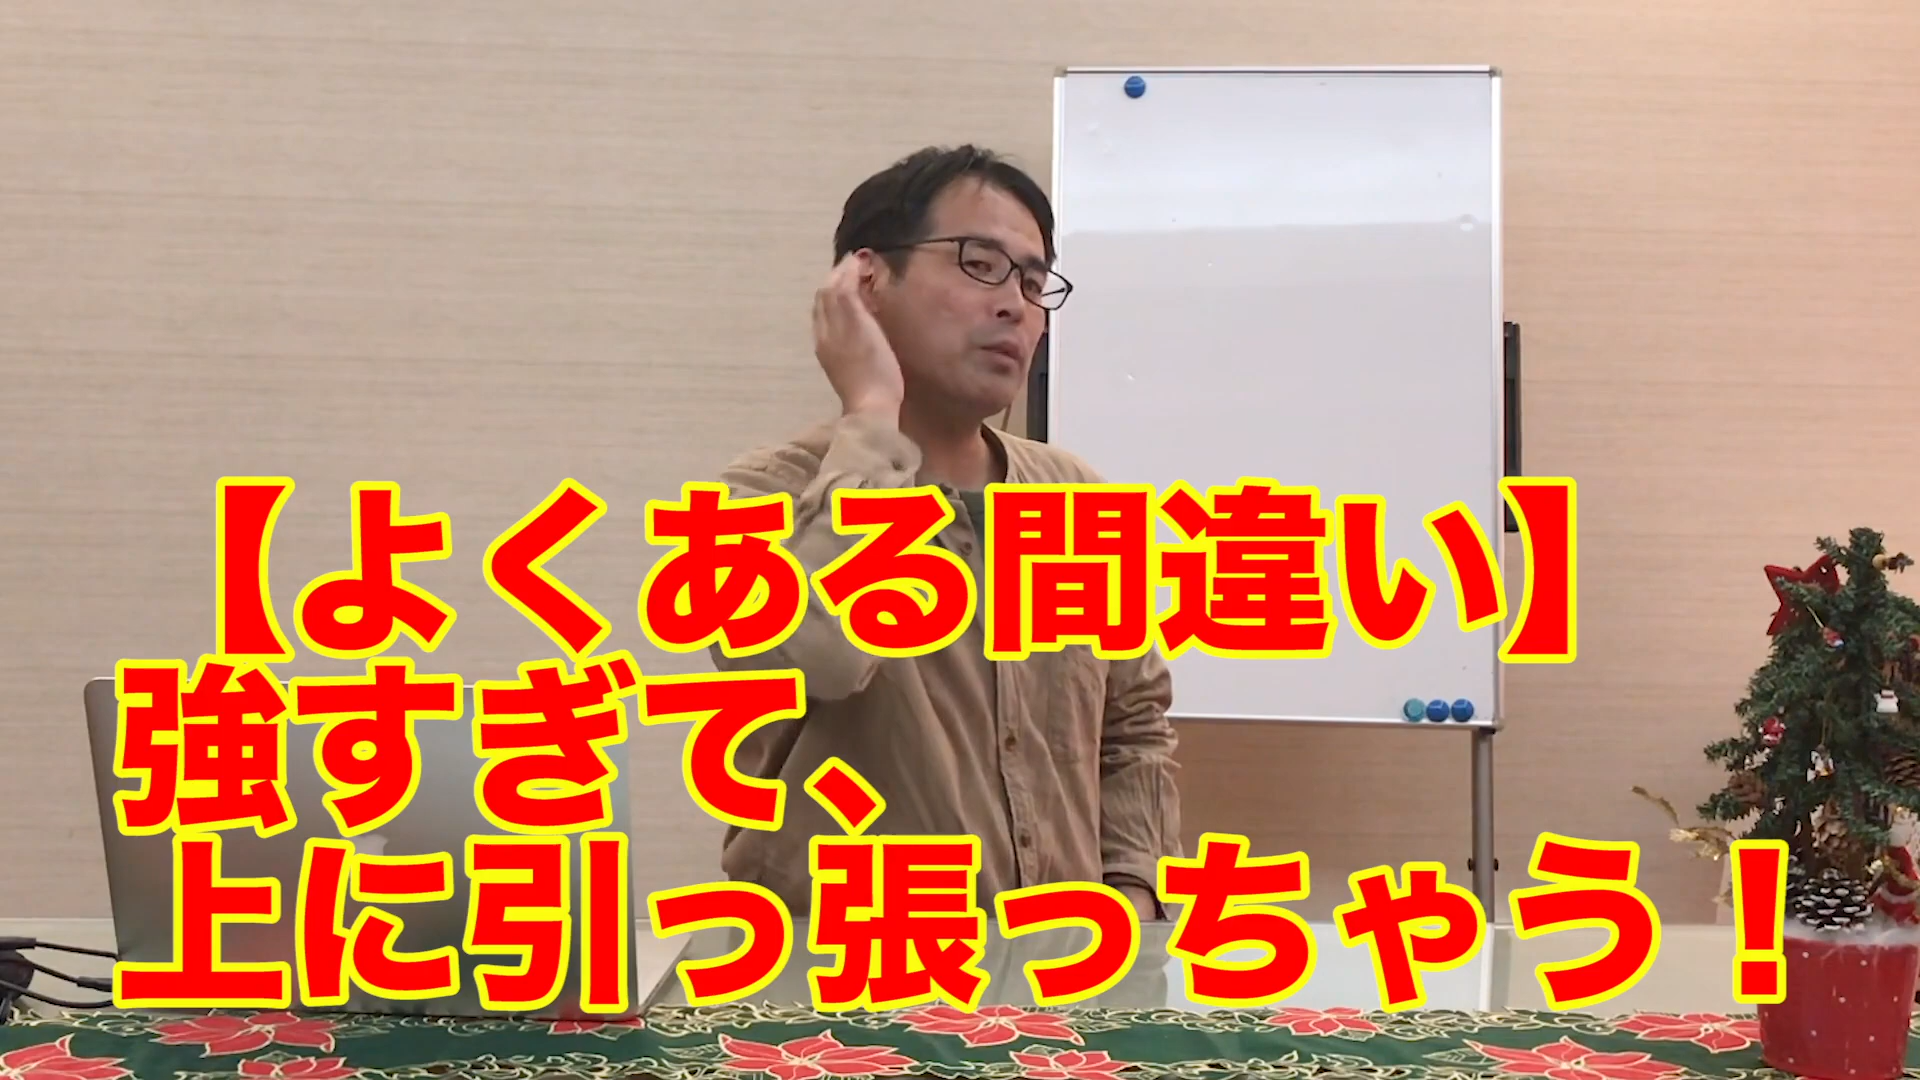 【よくある間違い】
強すぎて、
上に引っ張っちゃう！